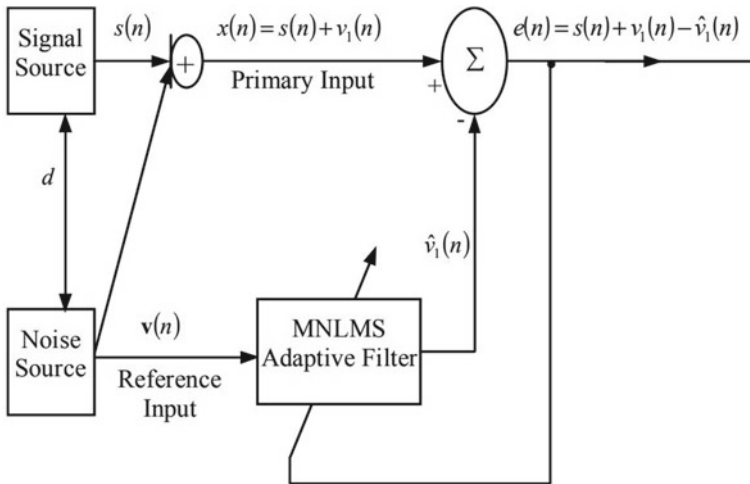 Signal
Source
s(n)
+
x(n) = s(n) + v₁(n)
Primary Input
+
Σ
-
e(n) = s(n) + v₁(n) − v̂₁(n)
d
v̂₁(n)
Noise
Source
v(n)
Reference
Input
MNLMS
Adaptive Filter